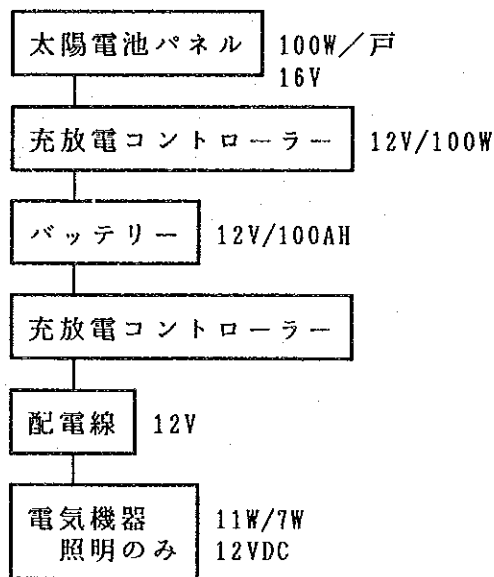 太陽電池パネル 100W/戸
16V
充放電コントローラー 12V/100W
バッテリー 12V/100AH
充放電コントローラー
配電線 12V
電気機器 11W/7W
照明のみ 12VDC